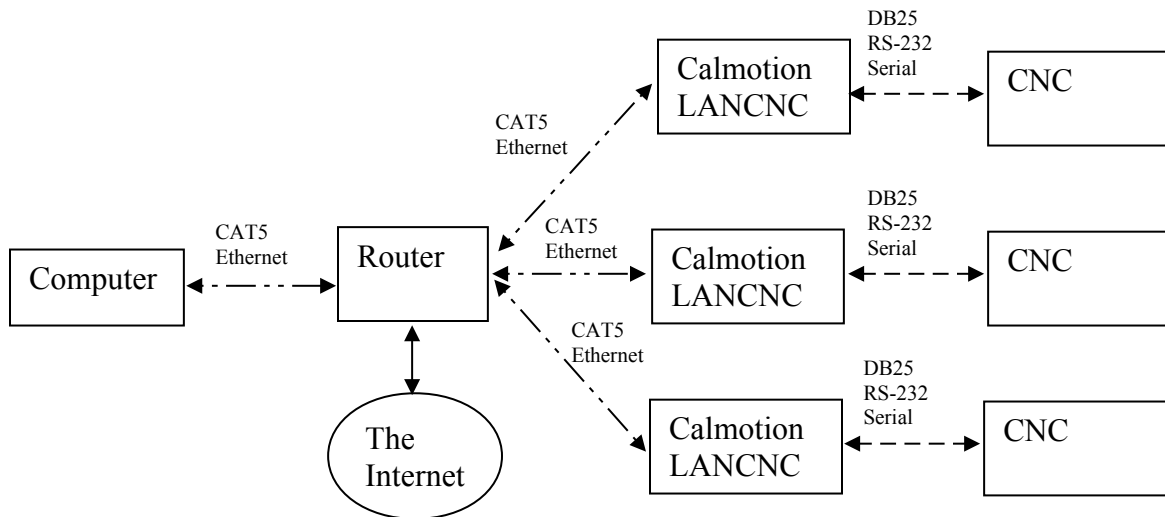 DB25
RS-232
Serial
Calmotion
LANCNC
CNC
CAT5
Ethernet
DB25
RS-232
Serial
CAT5
Ethernet
CAT5
Ethernet
Router
Calmotion
LANCNC
CNC
Computer
CAT5
Ethernet
DB25
RS-232
Serial
Calmotion
LANCNC
CNC
The
Internet